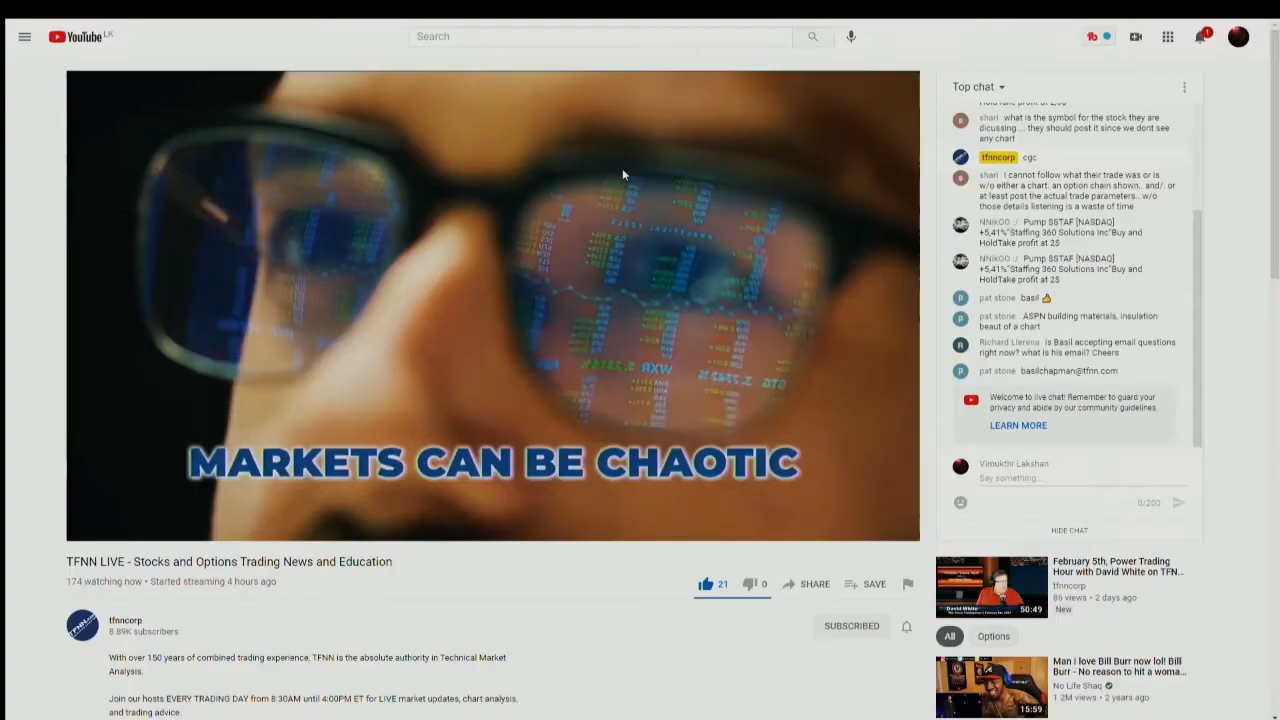 YouTube LK
Search
1
Top chat
shari what is the symbol for the stock they are
dicussing.... they should post it since we dont see
any chart
tfnncorp cgc
shari I cannot follow what their trade was or is
w/o either a chart. an option chain shown.. and/. or
at least post the actual trade parameters...w/o
those details listening is a waste of time
NNikOO :/ Pump $STAF [NASDAQ]
+5,41%"Staffing 360 Solutions Inc"Buy and
HoldTake profit at 2$
NNikOO :/ Pump $STAF [NASDAQ]
+5,41%"Staffing 360 Solutions Inc"Buy and
HoldTake profit at 2$
pat stone basil
pat stone ASPN building materials, insulation
beaut of a chart
Richard Llerena is Basil accepting email questions
right now? what is his email? Cheers
pat stone basilchapman@tfnn.com
Welcome to live chat! Remember to guard your
privacy and abide by our community guidelines.
LEARN MORE
Vimukthi Lakshan
Say something...
0/200
HIDE CHAT
MARKETS CAN BE CHAOTIC
TFNN LIVE - Stocks and Options Trading News and Education
174 watching now • Started streaming 4 hours ago
21 0 SHARE SAVE
tfnncorp
8.89K subscribers
SUBSCRIBED
With over 150 years of combined trading experience, TFNN is the absolute authority in Technical Market
Analysis.
Join our hosts EVERY TRADING DAY from 8:30AM until 4:00PM ET for LIVE market updates, chart analysis,
and trading advice.
February 5th, Power Trading
Hour with David White on TFN...
tfnncorp
86 views • 2 days ago
New
David White
50:49
All Options
Man i love Bill Burr now lol! Bill
Burr - No reason to hit a woma...
No Life Shaq
1.2M views • 2 years ago
15:59